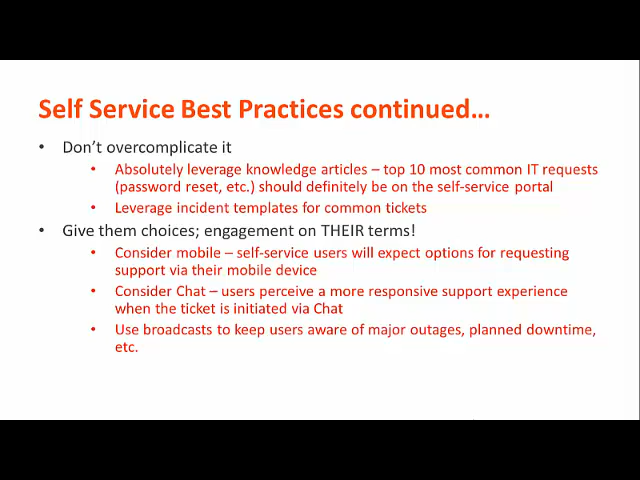 Self Service Best Practices continued…
• Don’t overcomplicate it
• Absolutely leverage knowledge articles – top 10 most common IT requests
(password reset, etc.) should definitely be on the self-service portal
• Leverage incident templates for common tickets
• Give them choices; engagement on THEIR terms!
• Consider mobile – self-service users will expect options for requesting
support via their mobile device
• Consider Chat – users perceive a more responsive support experience
when the ticket is initiated via Chat
• Use broadcasts to keep users aware of major outages, planned downtime,
etc.